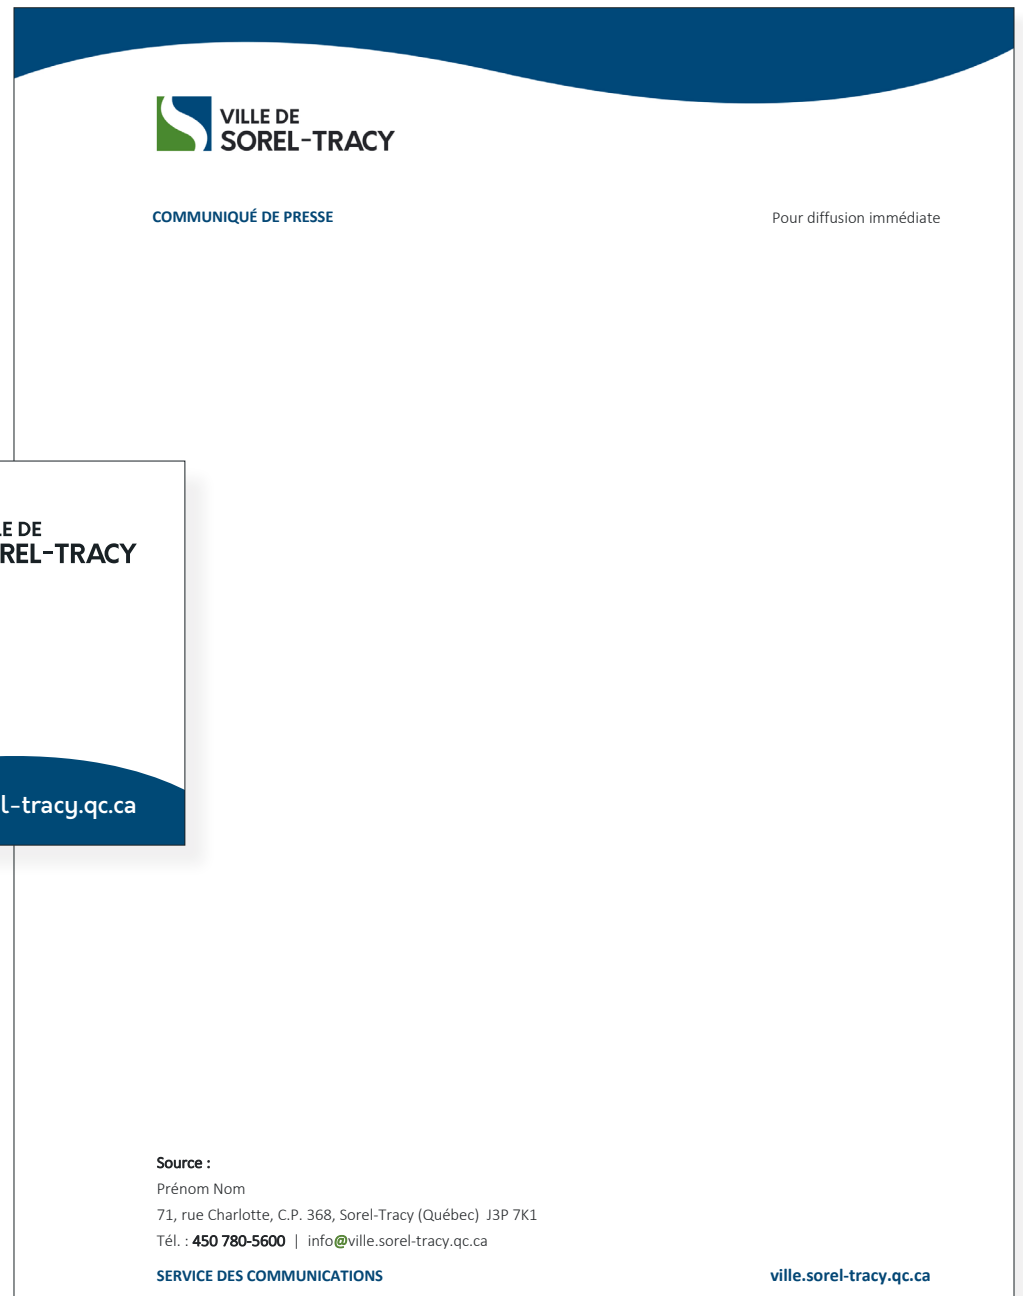 VILLE DE
SOREL-TRACY
COMMUNIQUÉ DE PRESSE
Pour diffusion immédiate
LE DE
REL-TRACY
l-tracy.qc.ca
Source :
Prénom Nom
71, rue Charlotte, C.P. 368, Sorel-Tracy (Québec) J3P 7K1
Tél. : 450 780-5600 | info@ville.sorel-tracy.qc.ca
SERVICE DES COMMUNICATIONS
ville.sorel-tracy.qc.ca